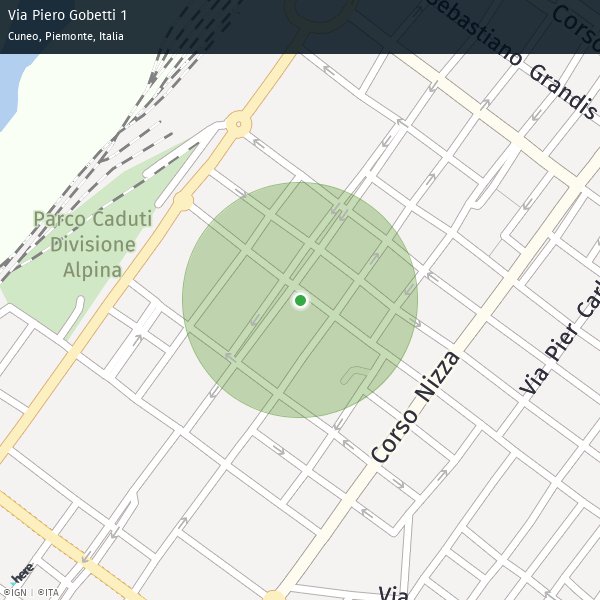 Via Piero Gobetti 1
Cuneo, Piemonte, Italia
Sebastiano Grandis
Corso
Parco Caduti
Divisione
Alpina
Via Pier Carl
Corso Nizza
here
Via
©IGN | ©ITA